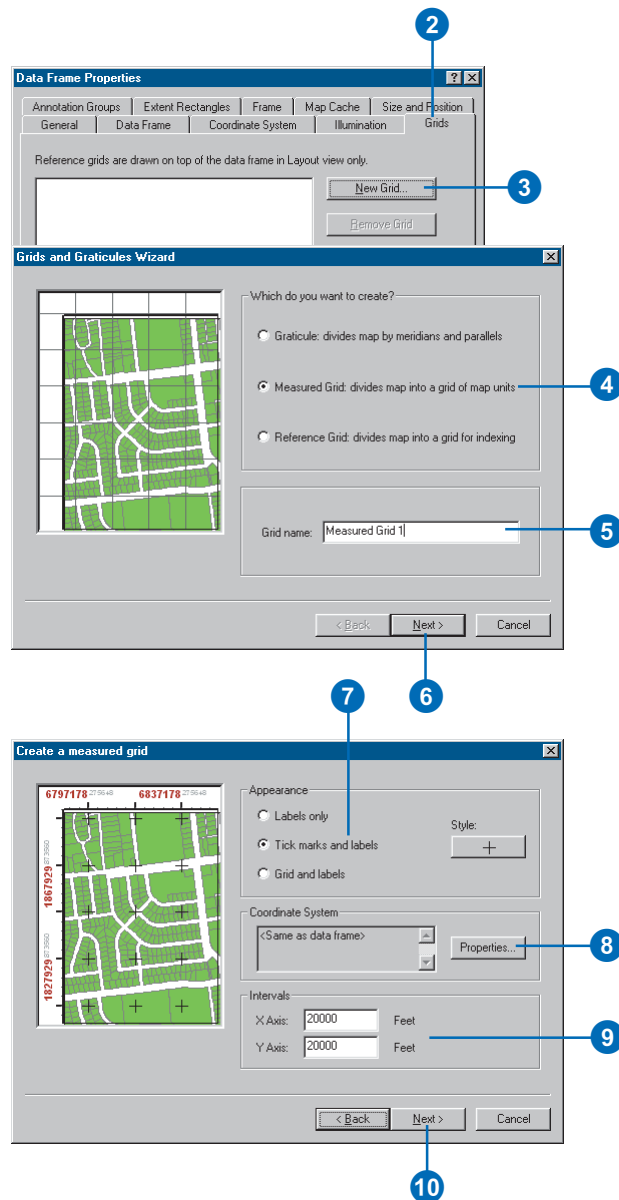 2
Data Frame Properties
Annotation Groups Extent Rectangles Frame Map Cache Size and Position
General Data Frame Coordinate System Illumination Grids
Reference grids are drawn on top of the data frame in Layout view only.
New Grid... 3
Remove Grid
Grids and Graticules Wizard
Which do you want to create?
Graticule: divides map by meridians and parallels
Measured Grid: divides map into a grid of map units 4
Reference Grid: divides map into a grid for indexing
Grid name: Measured Grid 1 5
< Back Next > Cancel
7 6
Create a measured grid
6797178 275648 6837178 275648
1867929 873560
1827929 873560
Appearance
Labels only
Style:
Tick marks and labels
Grid and labels
Coordinate System
<Same as data frame>
Properties... 8
Intervals
X Axis: 20000 Feet
9
Y Axis: 20000 Feet
< Back Next > Cancel
10